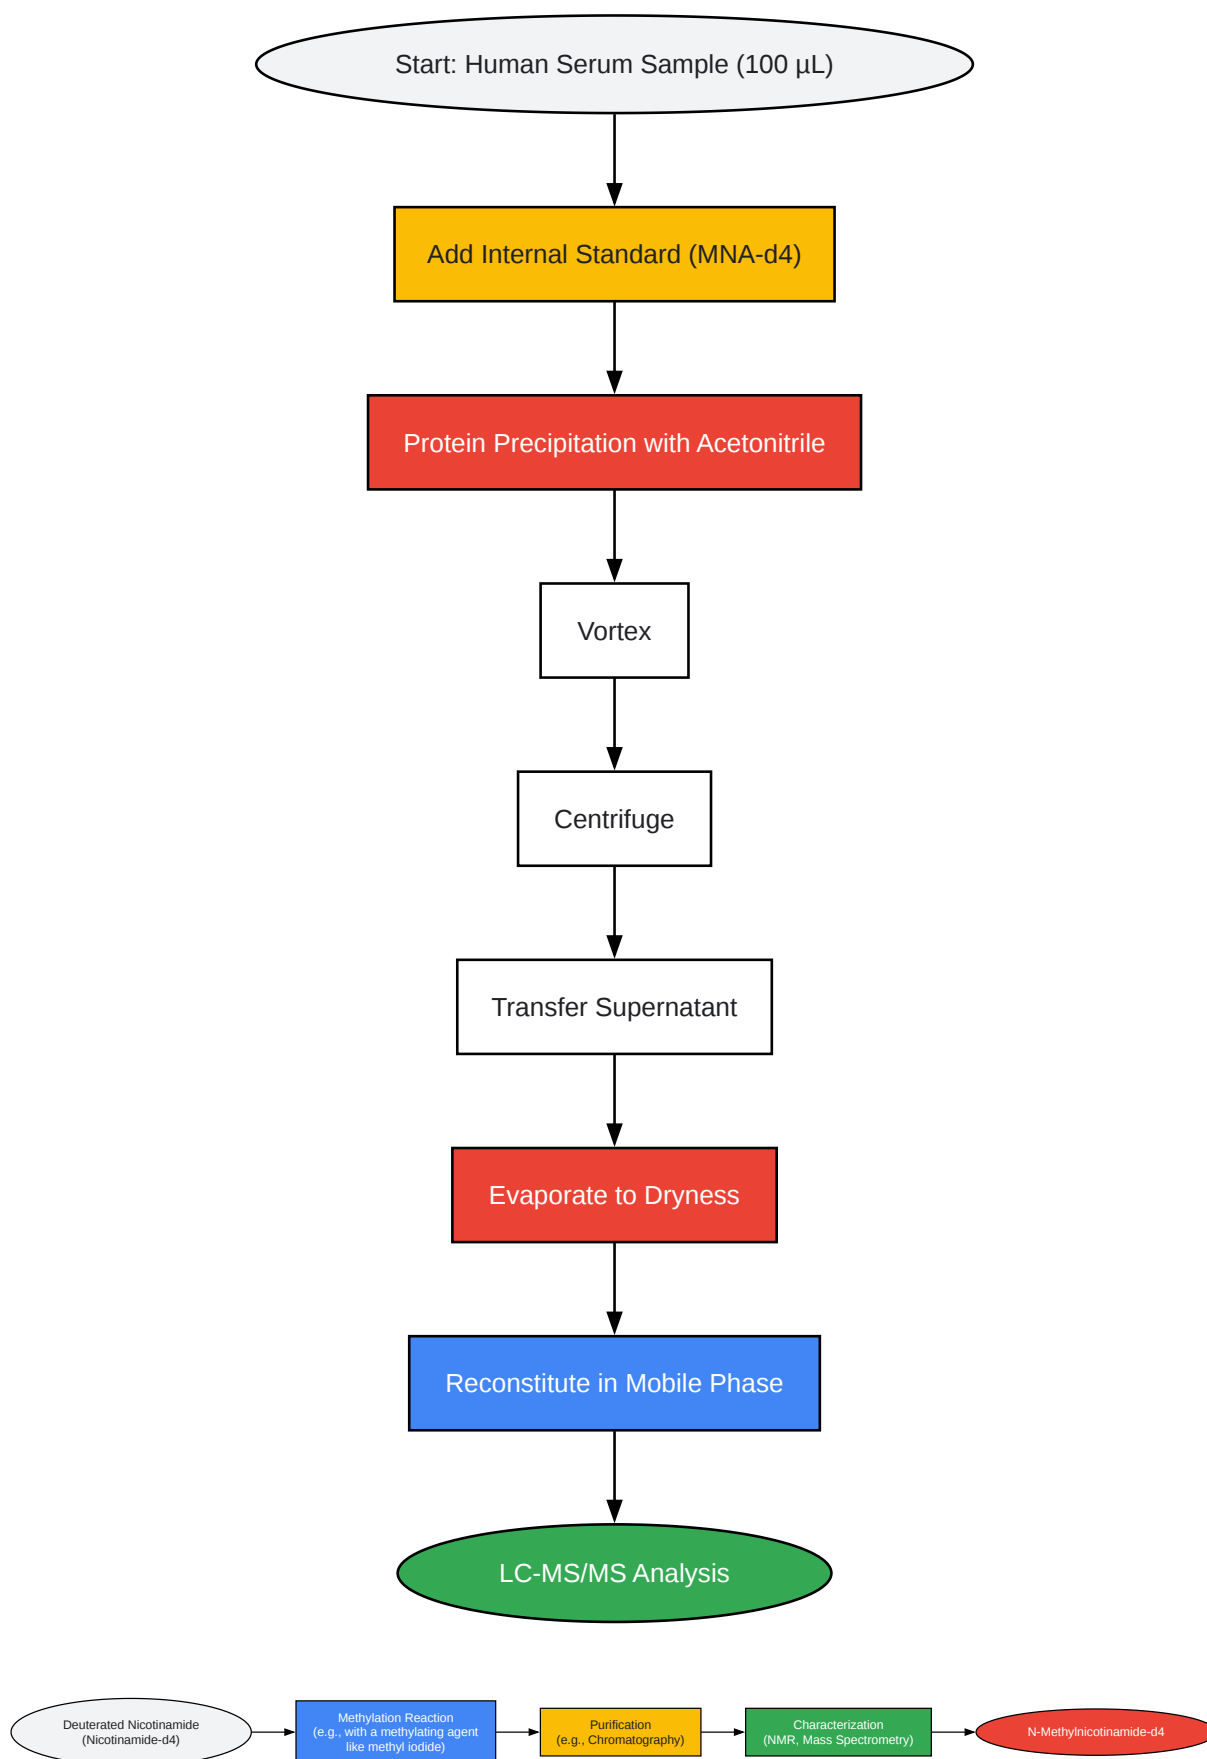 Start: Human Serum Sample (100 µL)
Add Internal Standard (MNA-d4)
Protein Precipitation with Acetonitrile
Vortex
Centrifuge
Transfer Supernatant
Evaporate to Dryness
Reconstitute in Mobile Phase
LC-MS/MS Analysis
Deuterated Nicotinamide
(Nicotinamide-d4)
Methylation Reaction
(e.g., with a methylating agent
like methyl iodide)
Purification
(e.g., Chromatography)
Characterization
(NMR, Mass Spectrometry)
N-Methylnicotinamide-d4